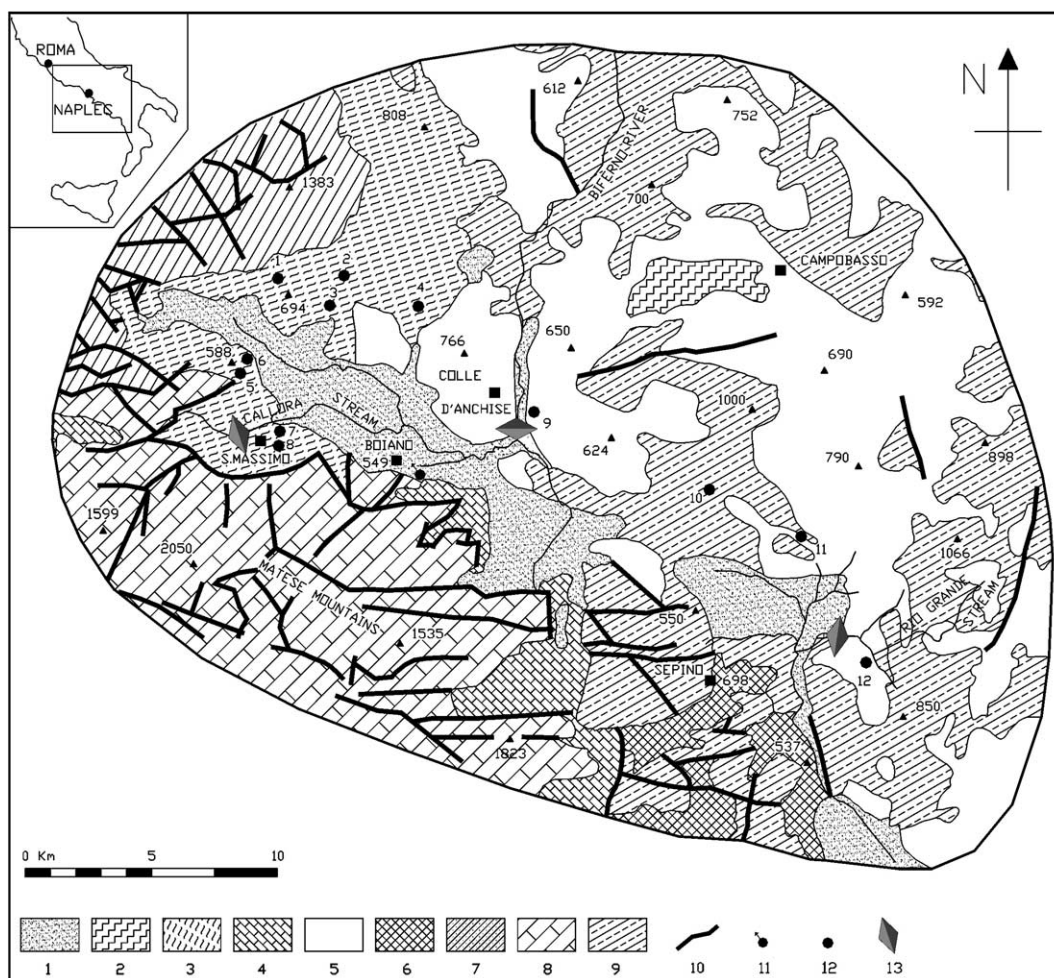 ROMA
NAPLEC
N
612
752
808
BIFERNO RIVER
1383
700
CAMPOBASSO
1
2
694
3
4
592
650
766
588
6
690
COLLE
5
D'ANCHISE
1000
9
CALLORA
STREAM
S.MASSIMO
8
BOIANO
549
624
790
898
10
1599
2050
11
1066
MATESE MOUNTAINS
550
RIO GRANDE
STREAM
1535
SEPINO
698
12
850
1823
537
0 Km 5 10
1 2 3 4 5 6 7 8 9 10 11 12 13